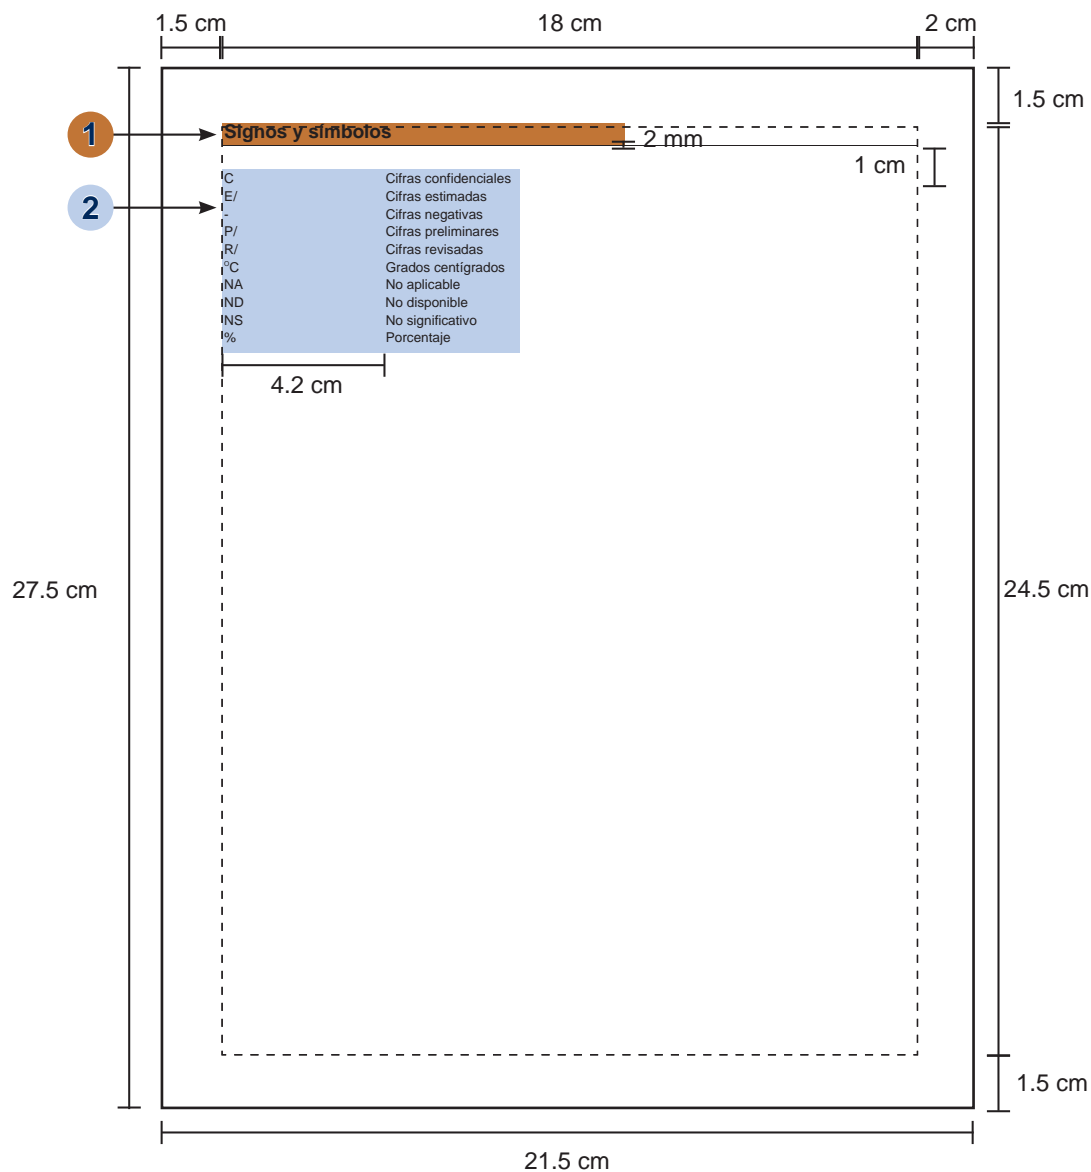 1.5 cm 18 cm 2 cm
1.5 cm
1 Signos y símbolos 2 mm
1 cm
2
C Cifras confidenciales
E/ Cifras estimadas
- Cifras negativas
P/ Cifras preliminares
R/ Cifras revisadas
°C Grados centígrados
NA No aplicable
ND No disponible
NS No significativo
% Porcentaje
4.2 cm
27.5 cm 24.5 cm
1.5 cm
21.5 cm